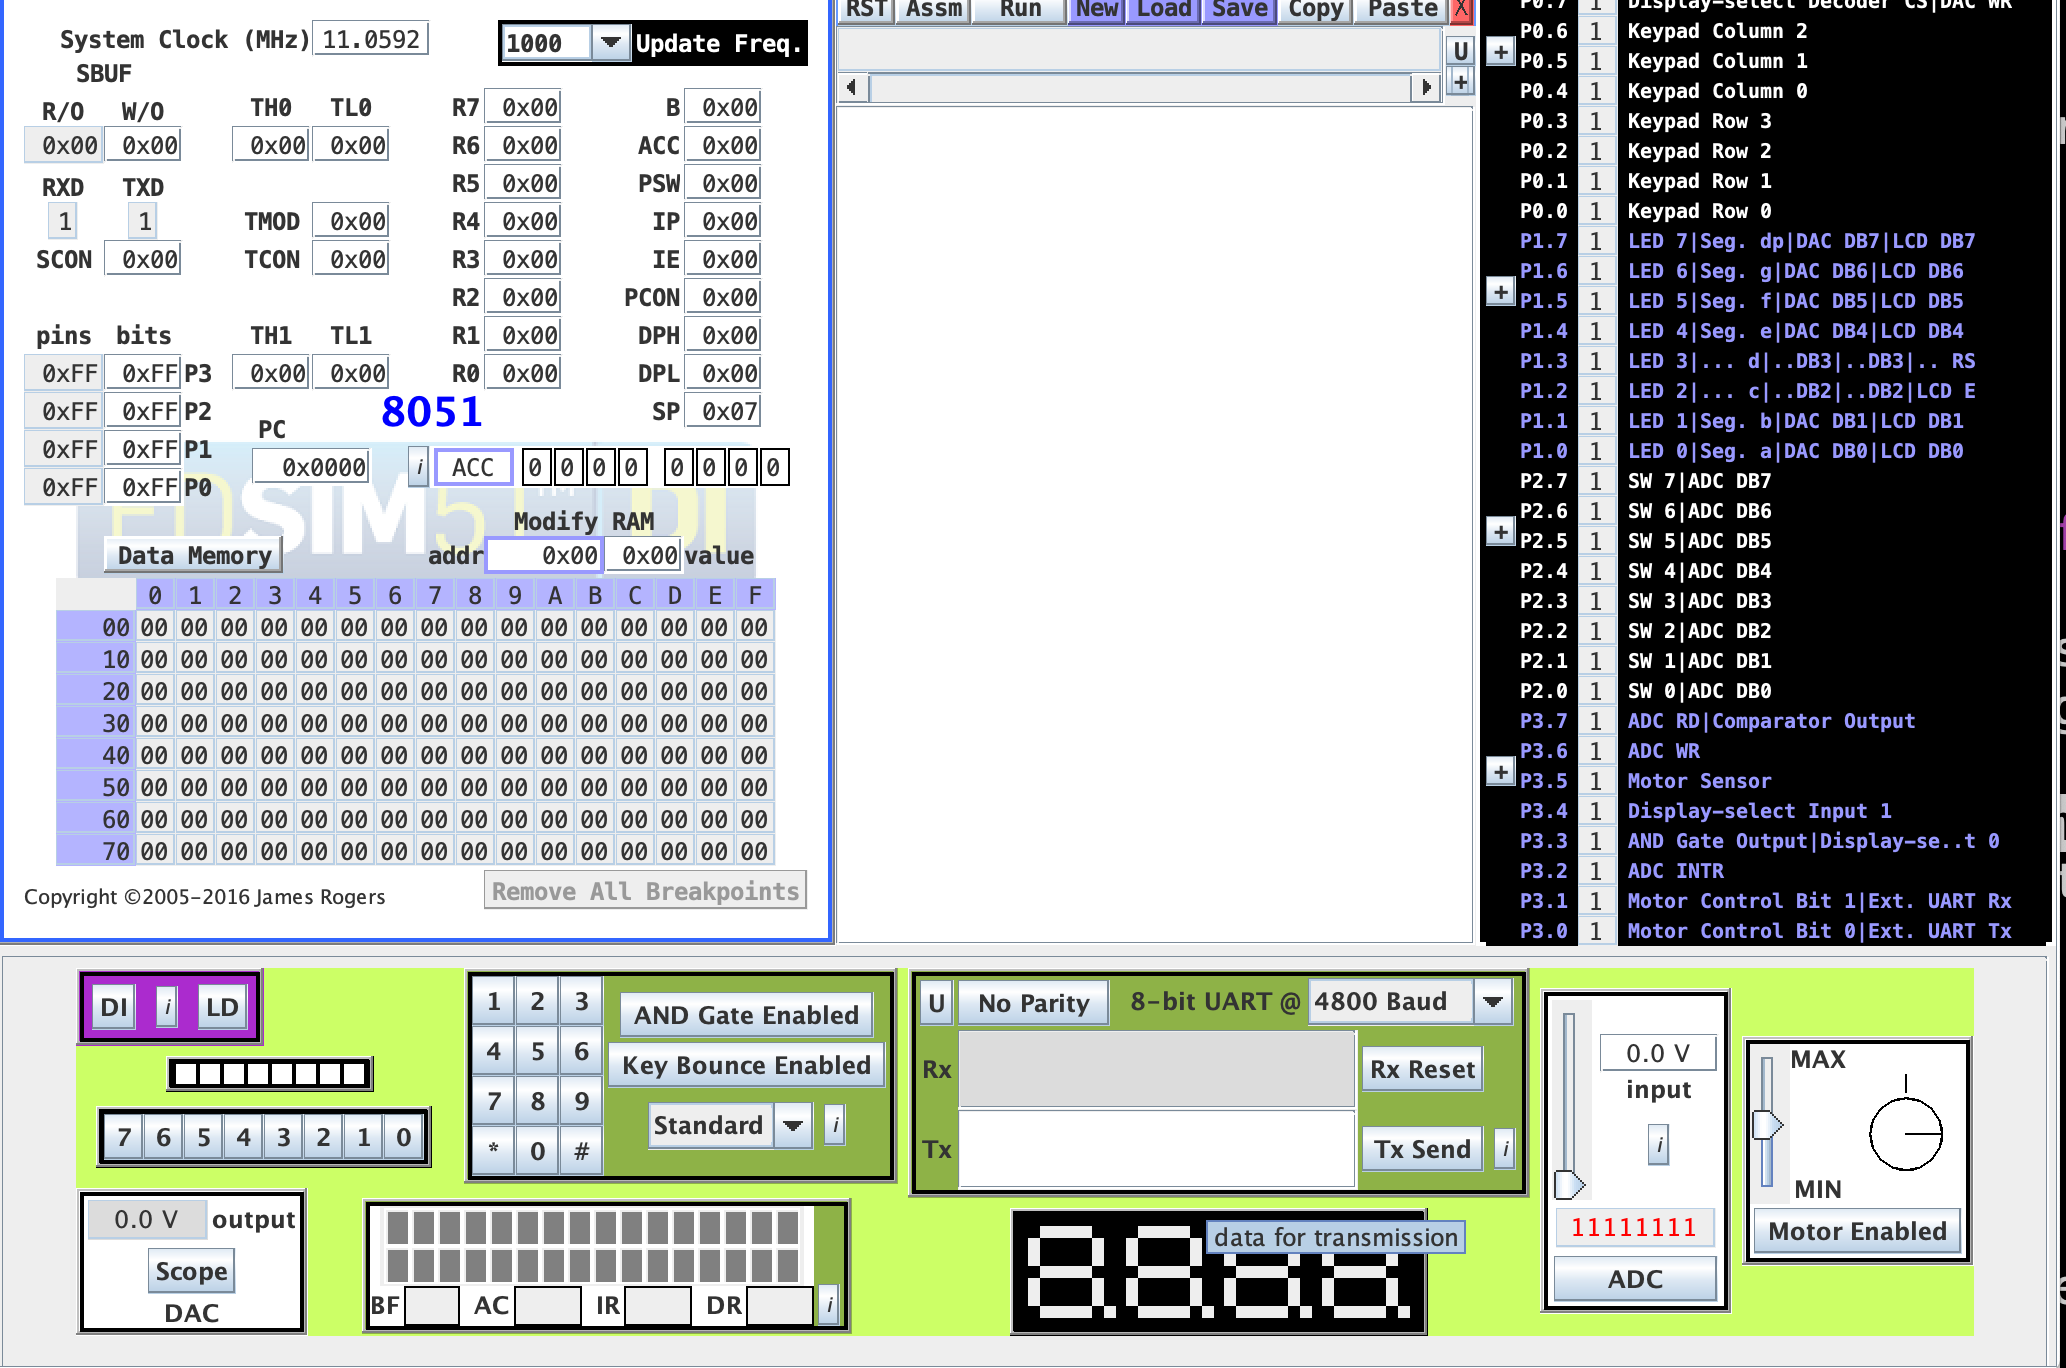 RST Assm Run New Load Save Copy Paste X
System Clock (MHz) 11.0592 1000 Update Freq.
U
+
SBUF
R/O W/O TH0 TL0 R7 0x00 B 0x00
0x00 0x00 0x00 0x00 R6 0x00 ACC 0x00
RXD TXD R5 0x00 PSW 0x00
1 1 TMOD 0x00 R4 0x00 IP 0x00
SCON 0x00 TCON 0x00 R3 0x00 IE 0x00
R2 0x00 PCON 0x00
pins bits TH1 TL1 R1 0x00 DPH 0x00
0xFF 0xFF P3 0x00 0x00 R0 0x00 DPL 0x00
0xFF 0xFF P2 8051 SP 0x07
PC
0xFF 0xFF P1
0x0000 i ACC 0 0 0 0 0 0 0 0
0xFF 0xFF P0
EDSIM51 DI
TM
Modify RAM
Data Memory addr 0x00 0x00 value
0 1 2 3 4 5 6 7 8 9 A B C D E F
00 00 00 00 00 00 00 00 00 00 00 00 00 00 00 00 00
10 00 00 00 00 00 00 00 00 00 00 00 00 00 00 00 00
20 00 00 00 00 00 00 00 00 00 00 00 00 00 00 00 00
30 00 00 00 00 00 00 00 00 00 00 00 00 00 00 00 00
40 00 00 00 00 00 00 00 00 00 00 00 00 00 00 00 00
50 00 00 00 00 00 00 00 00 00 00 00 00 00 00 00 00
60 00 00 00 00 00 00 00 00 00 00 00 00 00 00 00 00
70 00 00 00 00 00 00 00 00 00 00 00 00 00 00 00 00
Copyright ©2005-2016 James Rogers Remove All Breakpoints
P0.7 1 Display-select Decoder CS|DAC WR
P0.6 1 Keypad Column 2
+
P0.5 1 Keypad Column 1
P0.4 1 Keypad Column 0
P0.3 1 Keypad Row 3
P0.2 1 Keypad Row 2
P0.1 1 Keypad Row 1
P0.0 1 Keypad Row 0
P1.7 1 LED 7|Seg. dp|DAC DB7|LCD DB7
P1.6 1 LED 6|Seg. g|DAC DB6|LCD DB6
+
P1.5 1 LED 5|Seg. f|DAC DB5|LCD DB5
P1.4 1 LED 4|Seg. e|DAC DB4|LCD DB4
P1.3 1 LED 3|... d|..DB3|..DB3|.. RS
P1.2 1 LED 2|... c|..DB2|..DB2|LCD E
P1.1 1 LED 1|Seg. b|DAC DB1|LCD DB1
P1.0 1 LED 0|Seg. a|DAC DB0|LCD DB0
P2.7 1 SW 7|ADC DB7
P2.6 1 SW 6|ADC DB6
+
P2.5 1 SW 5|ADC DB5
P2.4 1 SW 4|ADC DB4
P2.3 1 SW 3|ADC DB3
P2.2 1 SW 2|ADC DB2
P2.1 1 SW 1|ADC DB1
P2.0 1 SW 0|ADC DB0
P3.7 1 ADC RD|Comparator Output
P3.6 1 ADC WR
+
P3.5 1 Motor Sensor
P3.4 1 Display-select Input 1
P3.3 1 AND Gate Output|Display-se..t 0
P3.2 1 ADC INTR
P3.1 1 Motor Control Bit 1|Ext. UART Rx
P3.0 1 Motor Control Bit 0|Ext. UART Tx
DI i LD
7 6 5 4 3 2 1 0
0.0 V output
Scope
DAC
1 2 3
4 5 6
7 8 9
* 0 #
AND Gate Enabled
Key Bounce Enabled
Standard i
BF AC IR DR i
U No Parity 8-bit UART @ 4800 Baud
Rx Rx Reset
Tx Tx Send i
8.8.8.8.
data for transmission
0.0 V
input
i
11111111
ADC
MAX
MIN
Motor Enabled